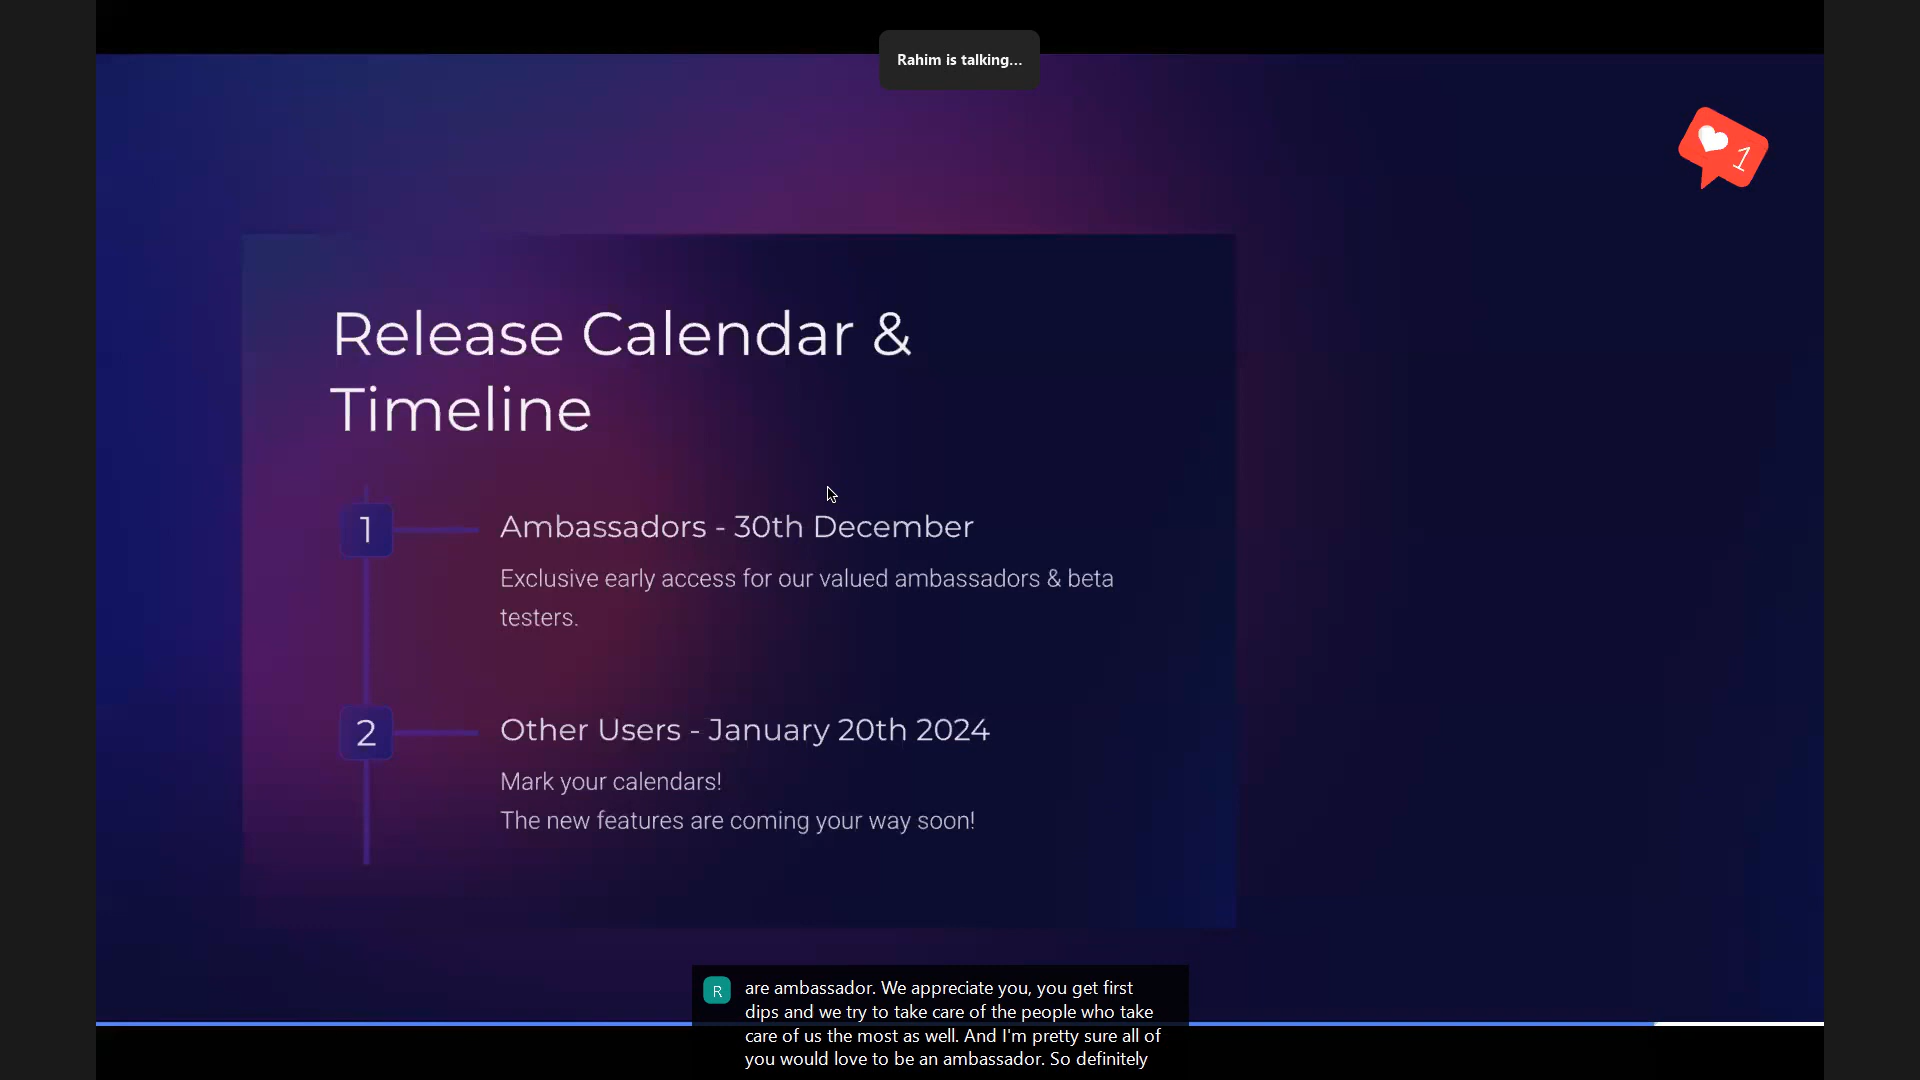 Rahim is talking...
1
Release Calendar &
Timeline
1
Ambassadors - 30th December
Exclusive early access for our valued ambassadors & beta
testers.
2
Other Users - January 20th 2024
Mark your calendars!
The new features are coming your way soon!
R
are ambassador. We appreciate you, you get first
dips and we try to take care of the people who take
care of us the most as well. And I'm pretty sure all of
you would love to be an ambassador. So definitely